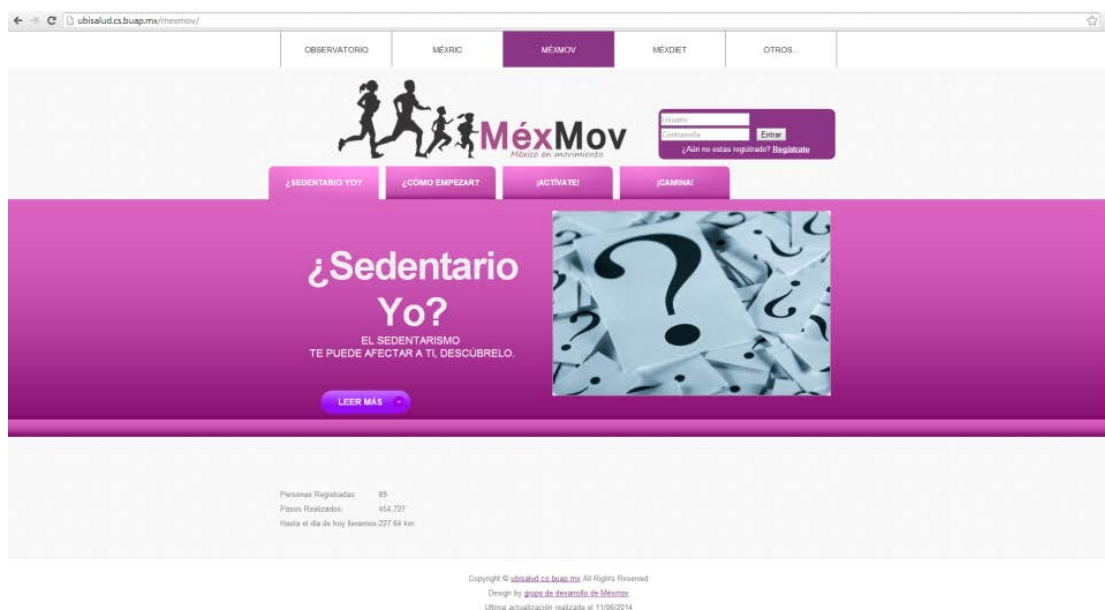 ubisalud.cs.buap.mx/mexmov/
OBSERVATORIO MÉXRIC MÉXMOV MÉXDIET OTROS...
MéxMov
México en movimiento
Usuario
Contraseña Entrar
¿Aún no estas registrado? Registrate
¿SEDENTARIO YO? ¿CÓMO EMPEZAR? ¡ACTÍVATE! ¡CAMINA!
¿Sedentario
Yo?
EL SEDENTARISMO
TE PUEDE AFECTAR A TI, DESCÚBRELO.
LEER MÁS
Personas Registradas: 89
Pasos Realizados: 454,727
Hasta el día de hoy llevamos: 227.64 km
Copyright © ubisalud.cs.buap.mx All Rights Reserved
Design by grupo de desarrollo de Méxmov
Ultima actualización realizada el 11/06/2014